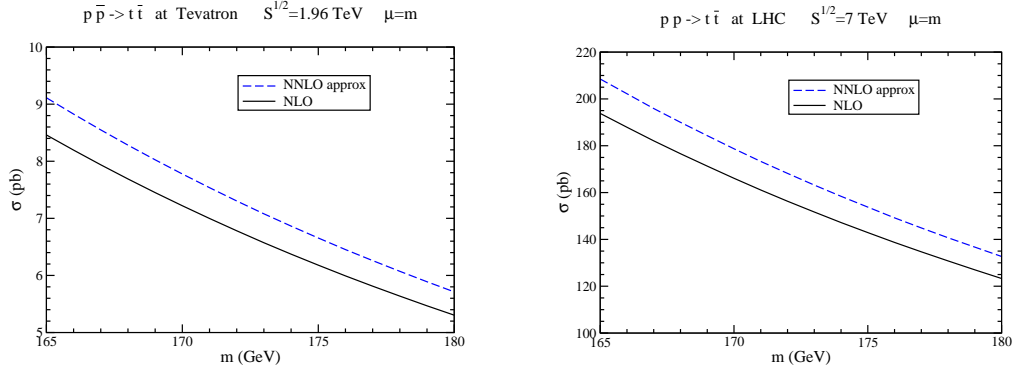 p p̅ -> t t̅ at Tevatron S^1/2=1.96 TeV μ=m
10
9
8
7
6
5
σ (pb)
NNLO approx
NLO
165 170 175 180
m (GeV)
p p -> t t̅ at LHC S^1/2=7 TeV μ=m
220
200
180
160
140
120
100
σ (pb)
NNLO approx
NLO
165 170 175 180
m (GeV)